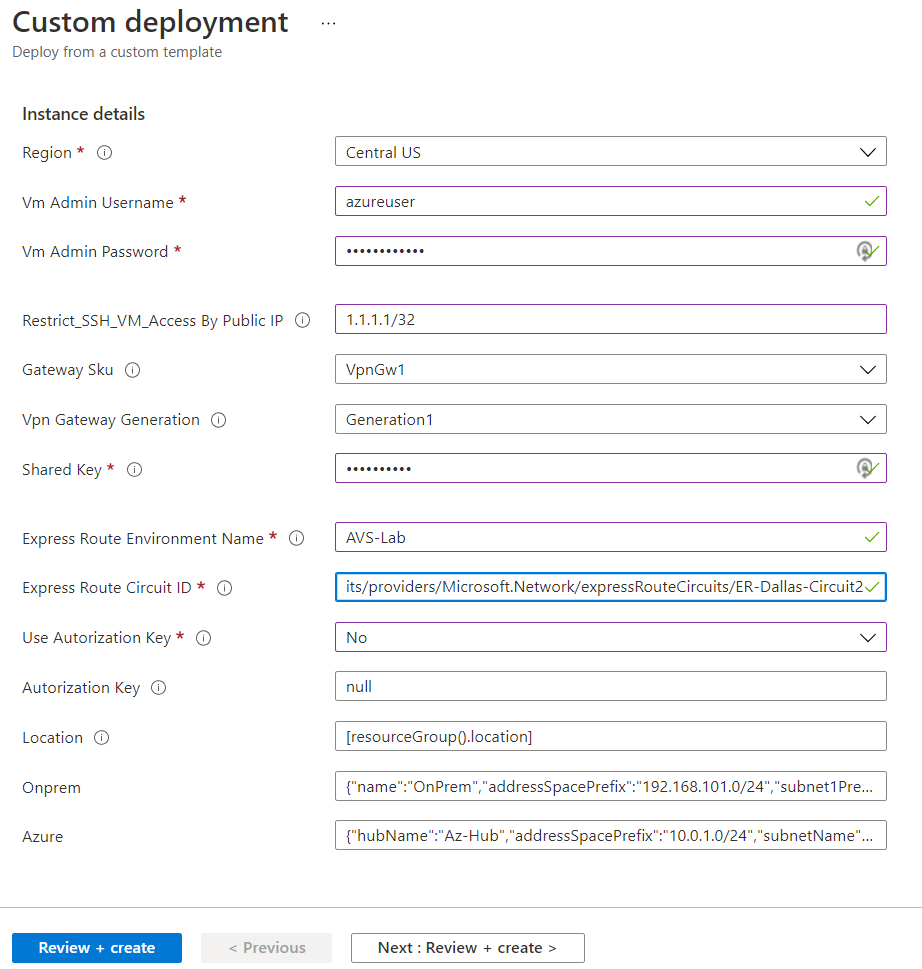 Custom deployment ...
Deploy from a custom template
Instance details
Region * Central US
Vm Admin Username * azureuser
Vm Admin Password * ••••••••••••
Restrict_SSH_VM_Access By Public IP 1.1.1.1/32
Gateway Sku VpnGw1
Vpn Gateway Generation Generation1
Shared Key * ••••••••••
Express Route Environment Name * AVS-Lab
Express Route Circuit ID * its/providers/Microsoft.Network/expressRouteCircuits/ER-Dallas-Circuit2
Use Autorization Key * No
Autorization Key null
Location [resourceGroup().location]
Onprem {"name":"OnPrem","addressSpacePrefix":"192.168.101.0/24","subnet1Pre...
Azure {"hubName":"Az-Hub","addressSpacePrefix":"10.0.1.0/24","subnetName"...
Review + create < Previous Next : Review + create >